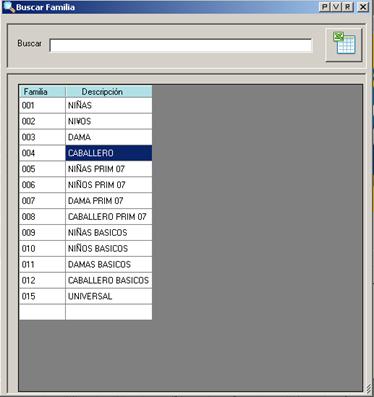 Buscar Familia P V R X
Buscar
Familia Descripción
001 NIÑAS
002 NI¥OS
003 DAMA
004 CABALLERO
005 NIÑAS PRIM 07
006 NIÑOS PRIM 07
007 DAMA PRIM 07
008 CABALLERO PRIM 07
009 NIÑAS BASICOS
010 NIÑOS BASICOS
011 DAMAS BASICOS
012 CABALLERO BASICOS
015 UNIVERSAL